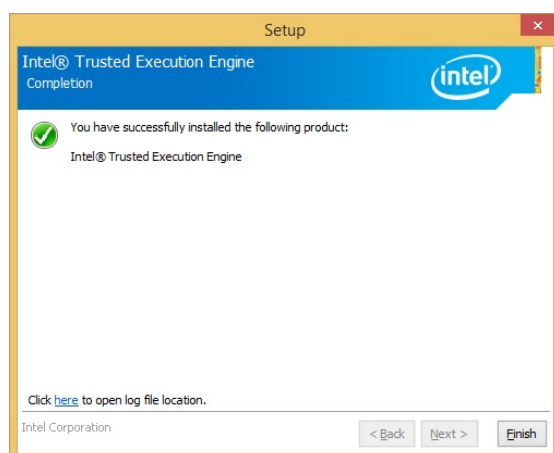 Setup
Intel® Trusted Execution Engine
Completion
intel
You have successfully installed the following product:
Intel® Trusted Execution Engine
Click here to open log file location.
Intel Corporation
< Back Next > Finish